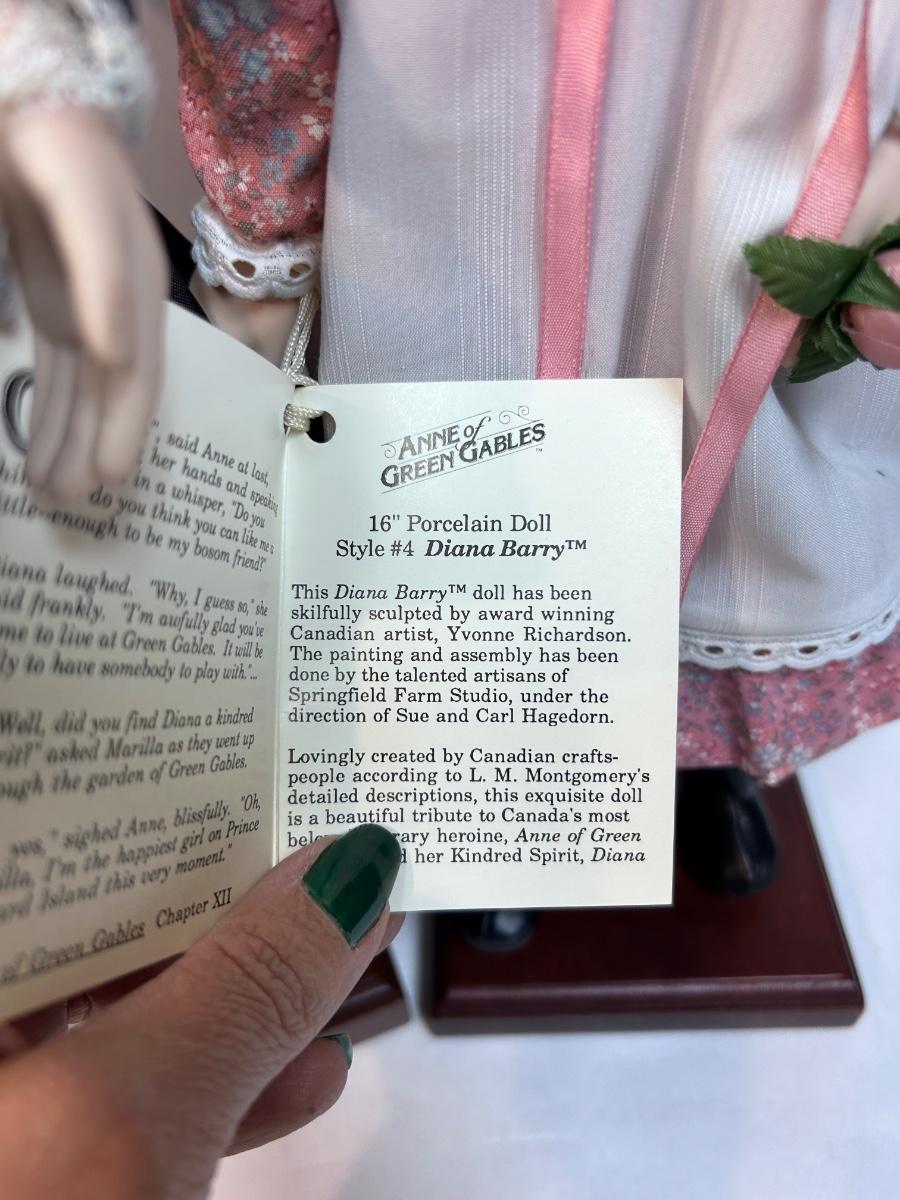 ", said Anne at last,
her hands and speaking
in a whisper, "Do you
do you think you can like me a
enough to be my bosom friend?"
laughed. "Why, I guess so," she
frankly. "I'm awfully glad you've
me to live at Green Gables. It will be
to have somebody to play with."...
Well, did you find Diana a kindred
asked Marilla as they went up
the garden of Green Gables.
yes," sighed Anne, blissfully. "Oh,
I'm the happiest girl on Prince
Island this very moment."
of Green Gables Chapter XII
ANNE of
GREEN GABLES™
16" Porcelain Doll
Style #4 Diana Barry™
This Diana Barry™ doll has been
skilfully sculpted by award winning
Canadian artist, Yvonne Richardson.
The painting and assembly has been
done by the talented artisans of
Springfield Farm Studio, under the
direction of Sue and Carl Hagedorn.
Lovingly created by Canadian crafts-
people according to L. M. Montgomery's
detailed descriptions, this exquisite doll
is a beautiful tribute to Canada's most
heroine, Anne of Green
her Kindred Spirit, Diana